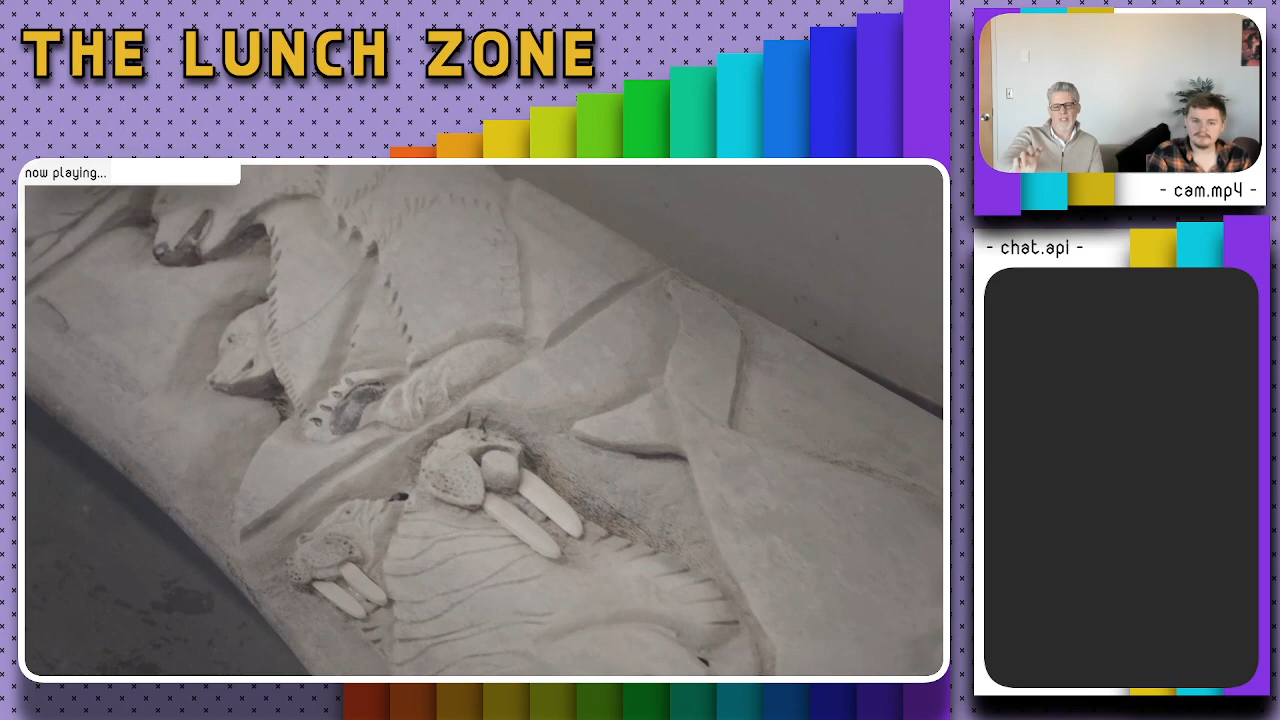 THE LUNCH ZONE
now playing...
- cam.mp4 -
- chat.api -